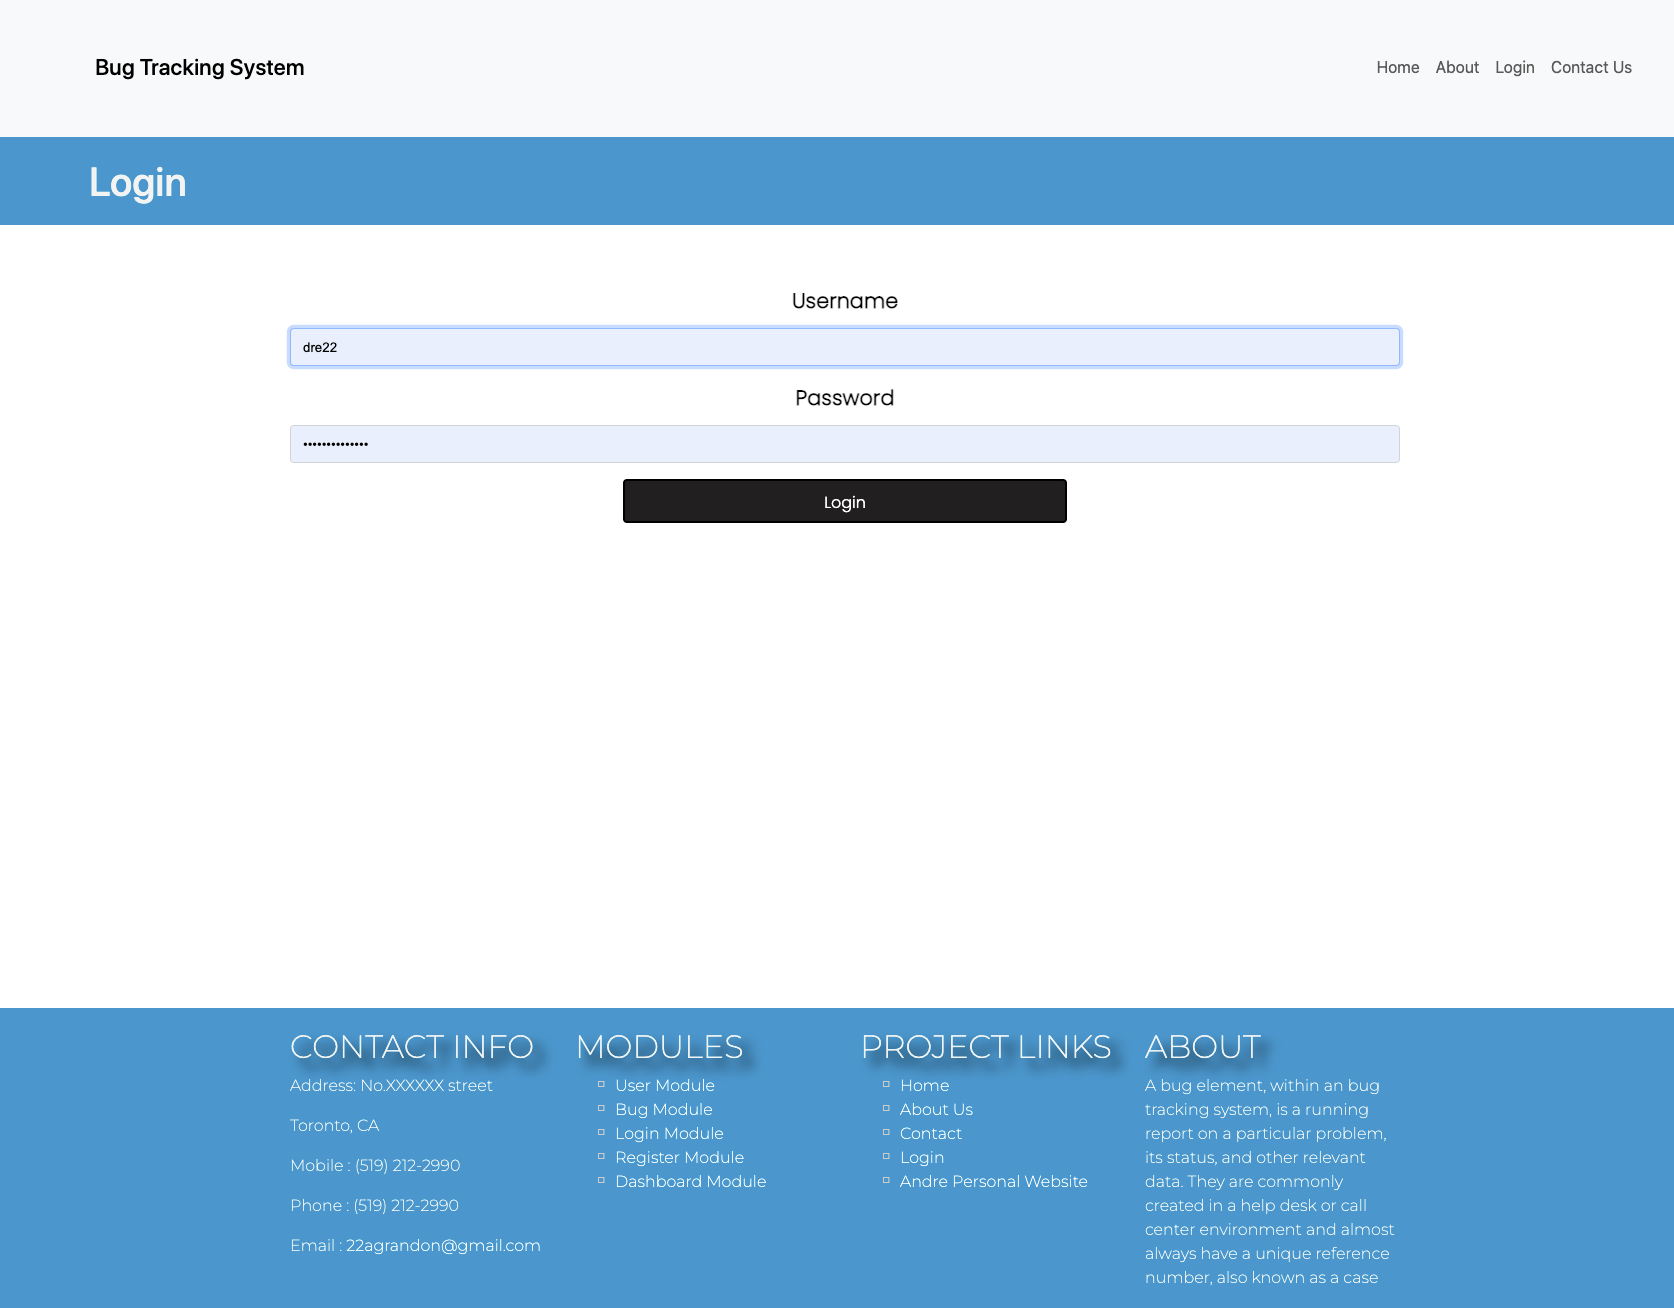 Bug Tracking System
Home About Login Contact Us
Login
Username
dre22
Password
••••••••••••••
Login
CONTACT INFO
Address: No.XXXXXX street
Toronto, CA
Mobile : (519) 212-2990
Phone : (519) 212-2990
Email : 22agrandon@gmail.com
MODULES
User Module
Bug Module
Login Module
Register Module
Dashboard Module
PROJECT LINKS
Home
About Us
Contact
Login
Andre Personal Website
ABOUT
A bug element, within an bug
tracking system, is a running
report on a particular problem,
its status, and other relevant
data. They are commonly
created in a help desk or call
center environment and almost
always have a unique reference
number, also known as a case